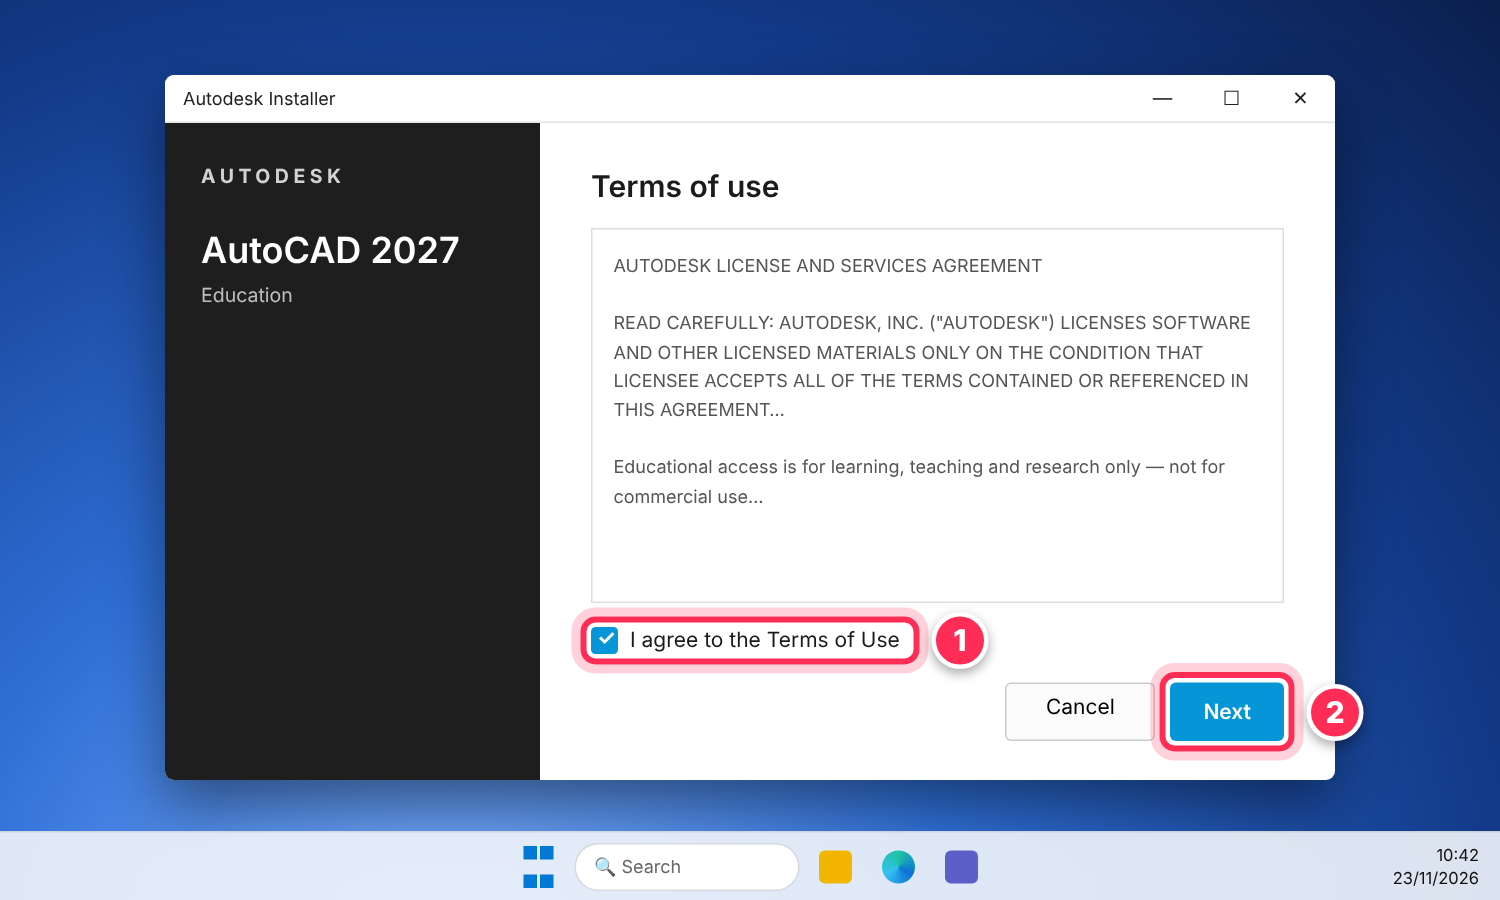 Autodesk Installer
AUTODESK
AutoCAD 2027
Education
Terms of use
AUTODESK LICENSE AND SERVICES AGREEMENT
READ CAREFULLY: AUTODESK, INC. ("AUTODESK") LICENSES SOFTWARE
AND OTHER LICENSED MATERIALS ONLY ON THE CONDITION THAT
LICENSEE ACCEPTS ALL OF THE TERMS CONTAINED OR REFERENCED IN
THIS AGREEMENT...
Educational access is for learning, teaching and research only — not for
commercial use...
I agree to the Terms of Use
1
Cancel
Next
2
Search
10:42
23/11/2026